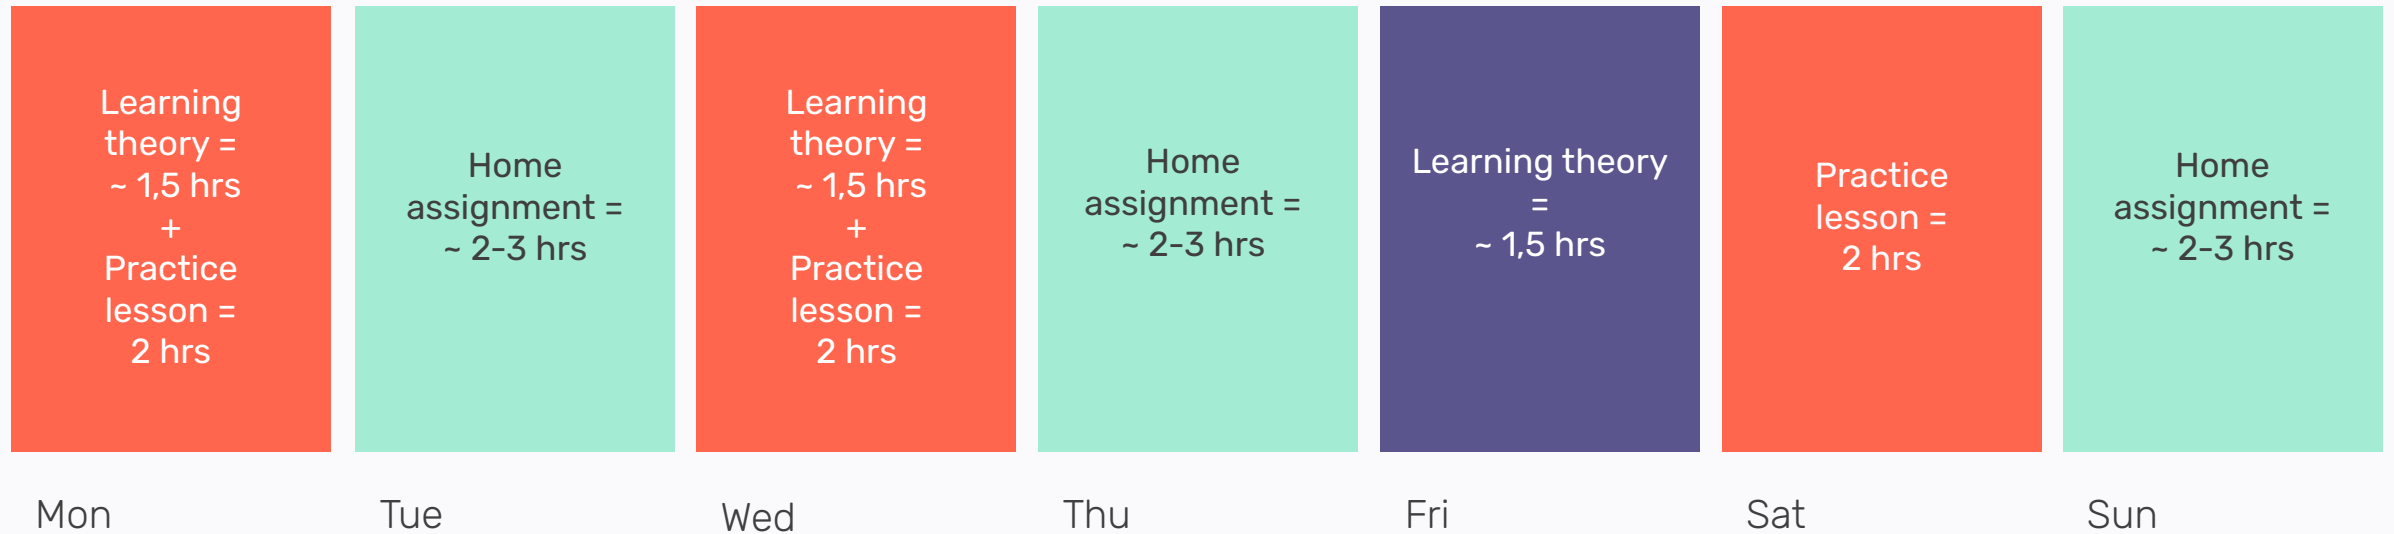 Learning
theory =
~ 1,5 hrs
+
Practice
lesson =
2 hrs
Home
assignment =
~ 2-3 hrs
Learning
theory =
~ 1,5 hrs
+
Practice
lesson =
2 hrs
Home
assignment =
~ 2-3 hrs
Learning theory
=
~ 1,5 hrs
Practice
lesson =
2 hrs
Home
assignment =
~ 2-3 hrs
Mon
Tue
Wed
Thu
Fri
Sat
Sun